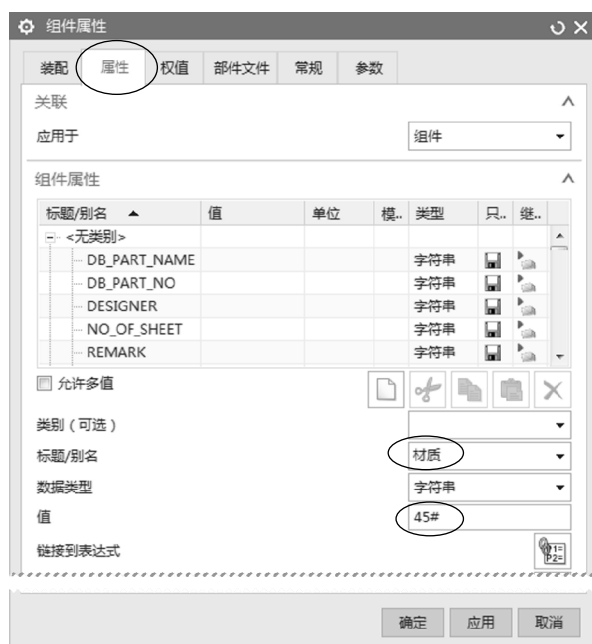 组件属性
装配 属性 权值 部件文件 常规 参数
关联
应用于 组件
组件属性
标题/别名 值 单位 模.. 类型 只.. 继..
<无类别>
DB_PART_NAME 字符串
DB_PART_NO 字符串
DESIGNER 字符串
NO_OF_SHEET 字符串
REMARK 字符串
允许多值
类别（可选）
标题/别名 材质
数据类型 字符串
值 45#
链接到表达式 P1= P2=
确定 应用 取消